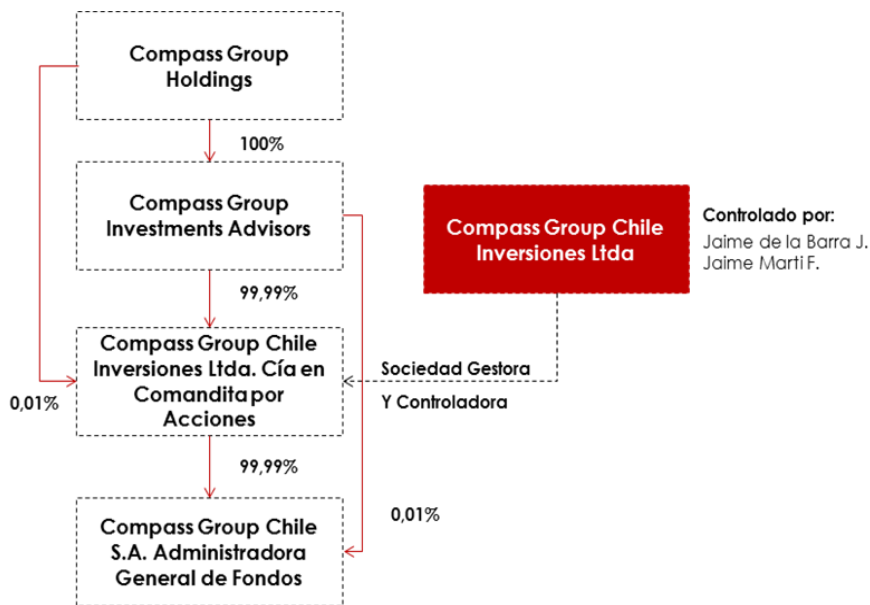 Compass Group
Holdings
100%
Compass Group
Investments Advisors
Compass Group Chile
Inversiones Ltda
Controlado por:
Jaime de la Barra J.
Jaime Marti F.
99,99%
Compass Group Chile
Inversiones Ltda. Cía en
Comandita por
Acciones
Sociedad Gestora
Y Controladora
0,01%
99,99%
0,01%
Compass Group Chile
S.A. Administradora
General de Fondos